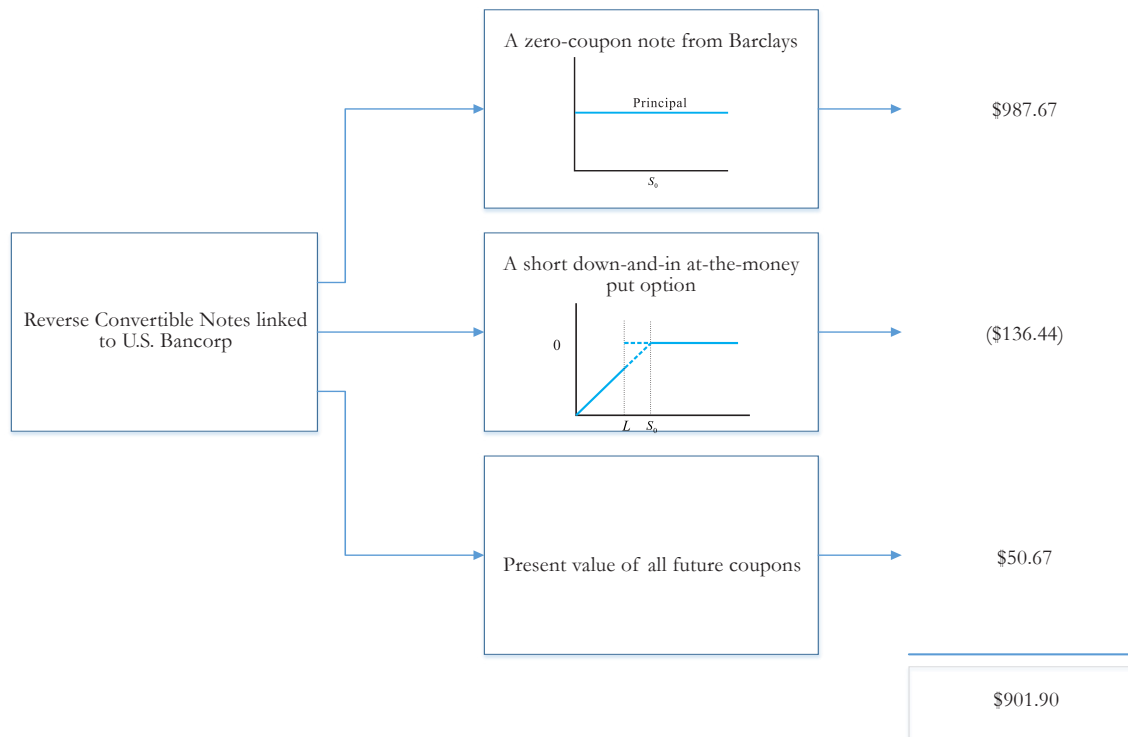 A zero-coupon note from Barclays
Principal
S₀
$987.67
Reverse Convertible Notes linked
to U.S. Bancorp
A short down-and-in at-the-money
put option
0
L S₀
($136.44)
Present value of all future coupons
$50.67
$901.90